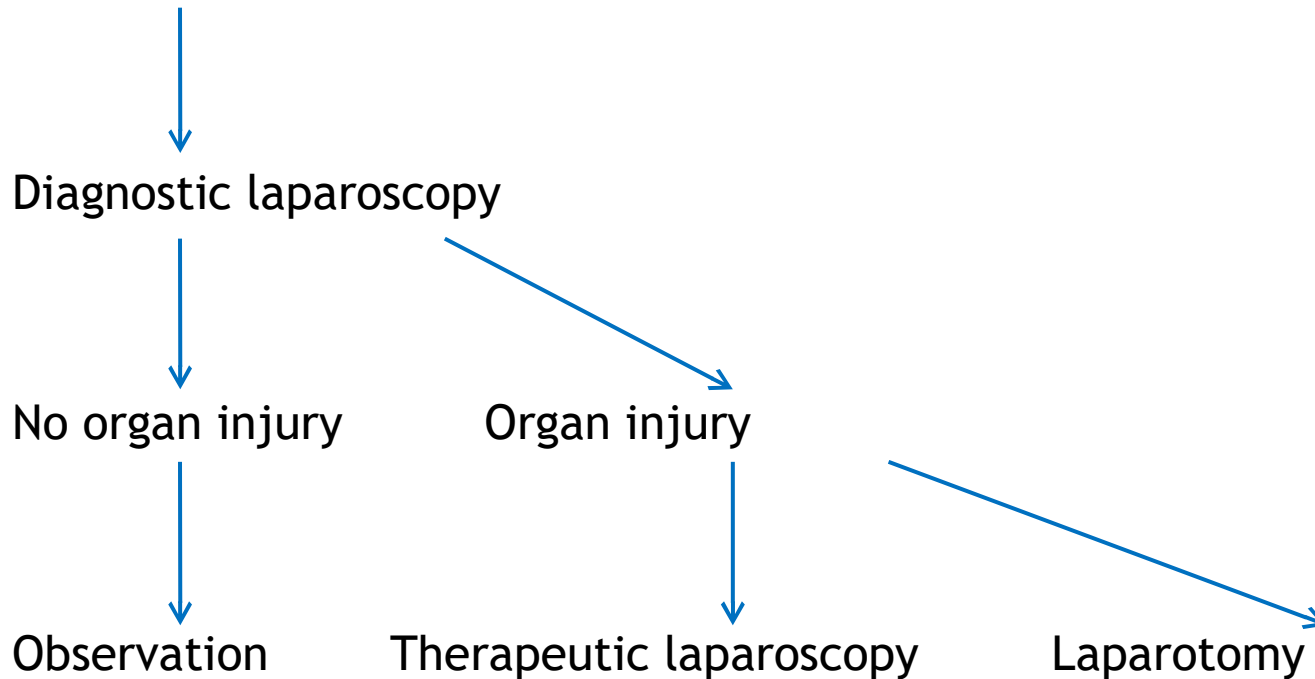 Diagnostic laparoscopy
No organ injury Organ injury
Observation Therapeutic laparoscopy Laparotomy